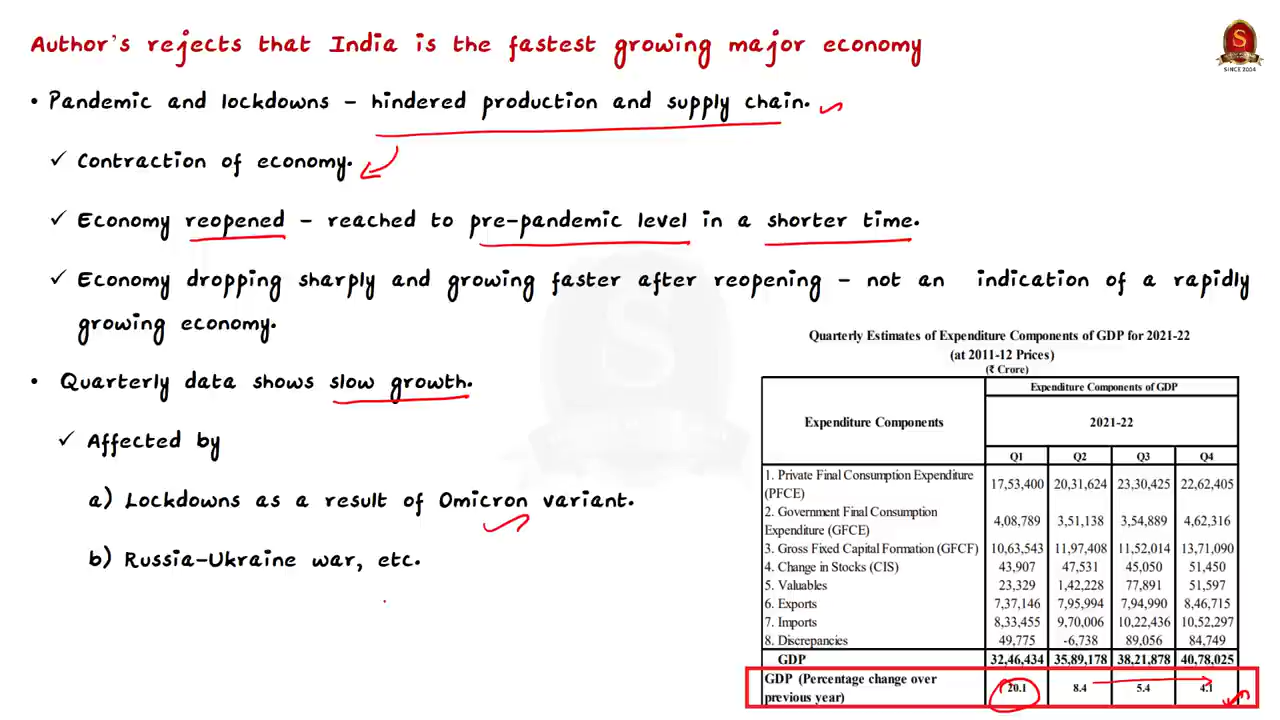 Author's rejects that India is the fastest growing major economy
S
SINCE 2004
• Pandemic and lockdowns – hindered production and supply chain.
✓ Contraction of economy.
✓ Economy reopened – reached to pre-pandemic level in a shorter time.
✓ Economy dropping sharply and growing faster after reopening – not an indication of a rapidly
growing economy.
• Quarterly data shows slow growth.
✓ Affected by
a) Lockdowns as a result of Omicron variant.
b) Russia-Ukraine war, etc.
Quarterly Estimates of Expenditure Components of GDP for 2021-22
(at 2011-12 Prices)
(₹ Crore)
Expenditure Components
Expenditure Components of GDP
2021-22
Q1 Q2 Q3 Q4
1. Private Final Consumption Expenditure
(PFCE) 17,53,400 20,31,624 23,30,425 22,62,405
2. Government Final Consumption
Expenditure (GFCE) 4,08,789 3,51,138 3,54,889 4,62,316
3. Gross Fixed Capital Formation (GFCF) 10,63,543 11,97,408 11,52,014 13,71,090
4. Change in Stocks (CIS) 43,907 47,531 45,050 51,450
5. Valuables 23,329 1,42,228 77,891 51,597
6. Exports 7,37,146 7,95,994 7,94,990 8,46,715
7. Imports 8,33,455 9,70,006 10,22,436 10,52,297
8. Discrepancies 49,775 -6,738 89,056 84,749
GDP 32,46,434 35,89,178 38,21,878 40,78,025
GDP (Percentage change over
previous year) 20.1 8.4 5.4 4.1